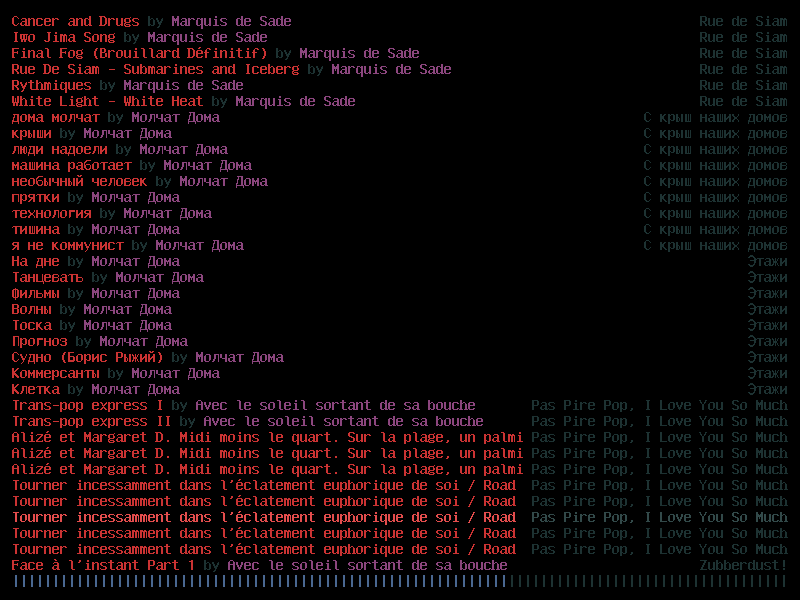 Cancer and Drugs by Marquis de Sade Rue de Siam
Iwo Jima Song by Marquis de Sade Rue de Siam
Final Fog (Brouillard Définitif) by Marquis de Sade Rue de Siam
Rue De Siam - Submarines and Iceberg by Marquis de Sade Rue de Siam
Rythmiques by Marquis de Sade Rue de Siam
White Light - White Heat by Marquis de Sade Rue de Siam
дома молчат by Молчат Дома С крыш наших домов
крыши by Молчат Дома С крыш наших домов
люди надоели by Молчат Дома С крыш наших домов
машина работает by Молчат Дома С крыш наших домов
необычный человек by Молчат Дома С крыш наших домов
прятки by Молчат Дома С крыш наших домов
технология by Молчат Дома С крыш наших домов
тишина by Молчат Дома С крыш наших домов
я не коммунист by Молчат Дома С крыш наших домов
На дне by Молчат Дома Этажи
Танцевать by Молчат Дома Этажи
Фильмы by Молчат Дома Этажи
Волны by Молчат Дома Этажи
Тоска by Молчат Дома Этажи
Прогноз by Молчат Дома Этажи
Судно (Борис Рыжий) by Молчат Дома Этажи
Коммерсанты by Молчат Дома Этажи
Клетка by Молчат Дома Этажи
Trans-pop express I by Avec le soleil sortant de sa bouche Pas Pire Pop, I Love You So Much
Trans-pop express II by Avec le soleil sortant de sa bouche Pas Pire Pop, I Love You So Much
Alizé et Margaret D. Midi moins le quart. Sur la plage, un palmi Pas Pire Pop, I Love You So Much
Alizé et Margaret D. Midi moins le quart. Sur la plage, un palmi Pas Pire Pop, I Love You So Much
Alizé et Margaret D. Midi moins le quart. Sur la plage, un palmi Pas Pire Pop, I Love You So Much
Tourner incessamment dans l'éclatement euphorique de soi / Road Pas Pire Pop, I Love You So Much
Tourner incessamment dans l'éclatement euphorique de soi / Road Pas Pire Pop, I Love You So Much
Tourner incessamment dans l'éclatement euphorique de soi / Road Pas Pire Pop, I Love You So Much
Tourner incessamment dans l'éclatement euphorique de soi / Road Pas Pire Pop, I Love You So Much
Tourner incessamment dans l'éclatement euphorique de soi / Road Pas Pire Pop, I Love You So Much
Face à l'instant Part 1 by Avec le soleil sortant de sa bouche Zubberdust!